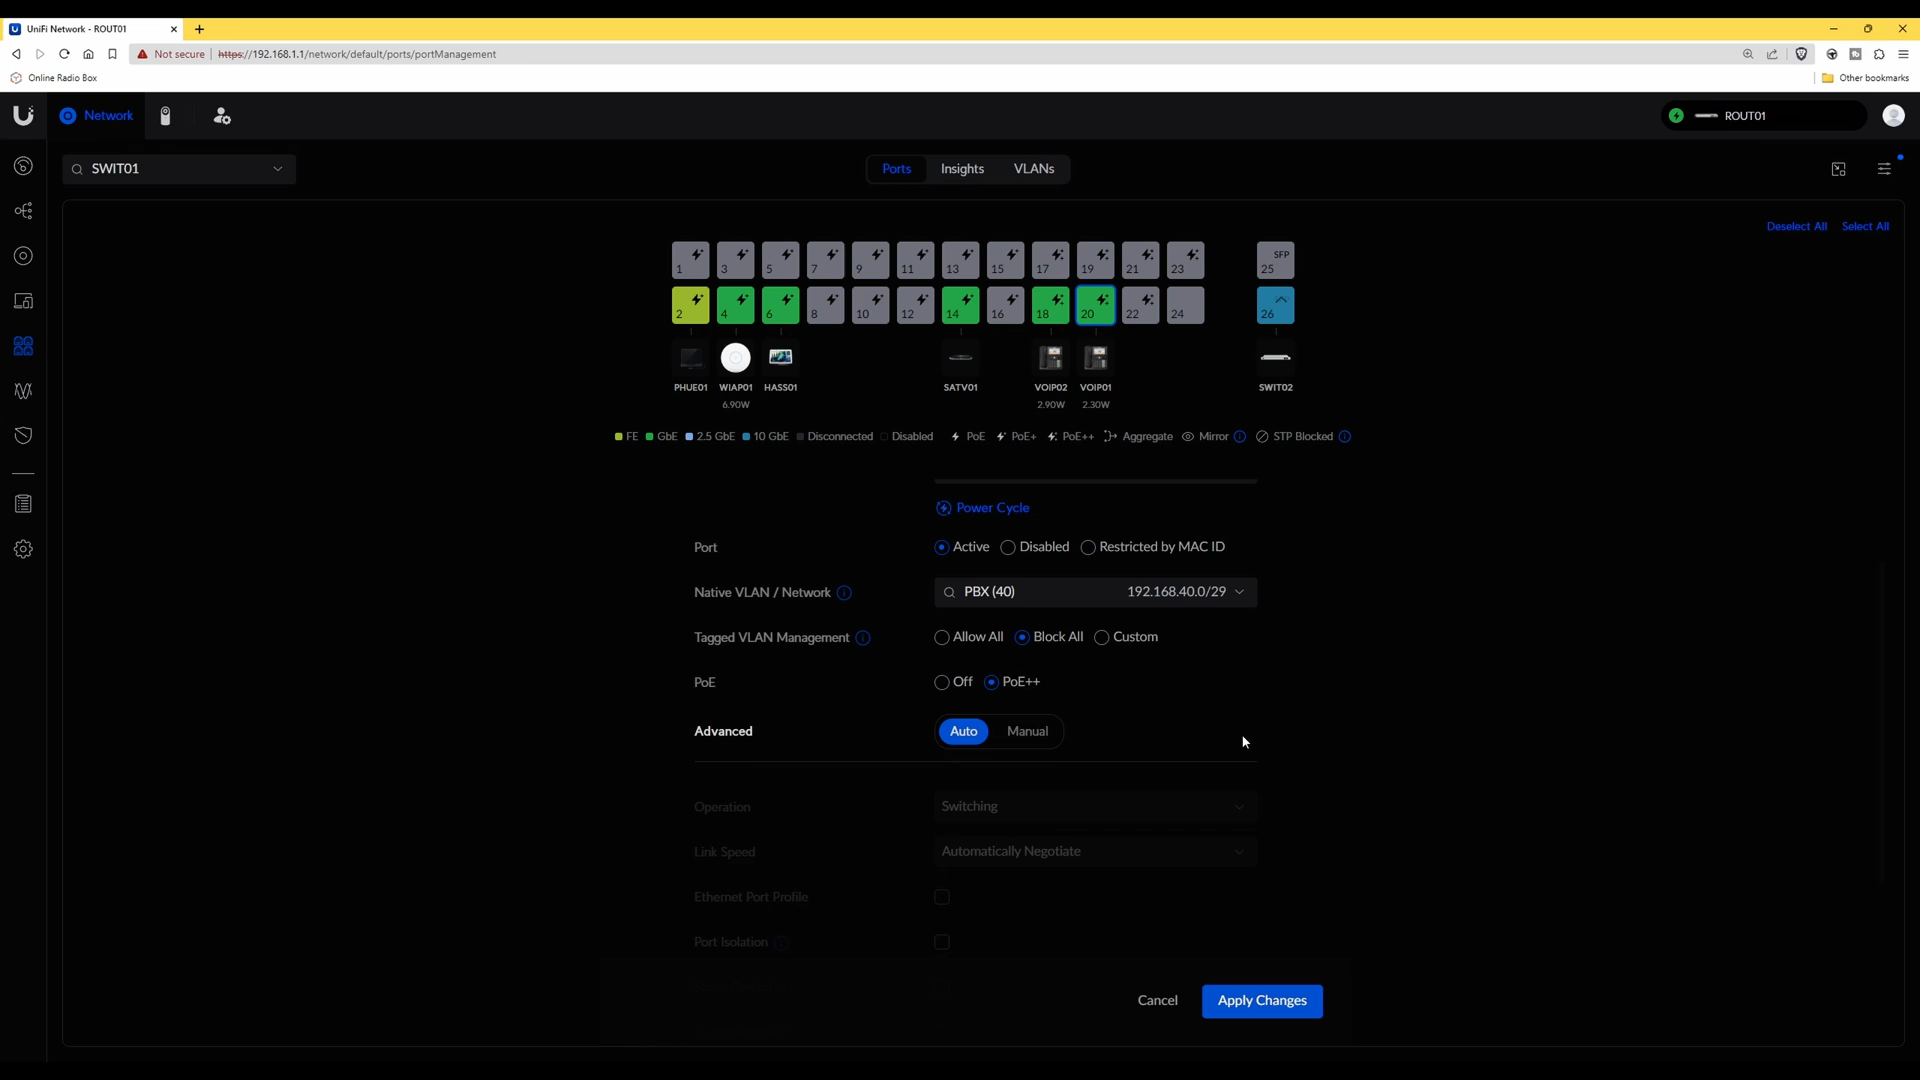 UniFi Network - ROUT01
Not secure | https://192.168.1.1/network/default/ports/portManagement
Online Radio Box
Other bookmarks
Network
ROUT01
SWIT01
Ports
Insights
VLANs
Deselect All
Select All
1 3 5 7 9 11 13 15 17 19 21 23 SFP 25
2 4 6 8 10 12 14 16 18 20 22 24 26
PHUE01 WIAP01 HASS01 SATV01 VOIP02 VOIP01 SWIT02
6.90W 2.90W 2.30W
FE GbE 2.5 GbE 10 GbE Disconnected Disabled PoE PoE+ PoE++ Aggregate Mirror STP Blocked
Power Cycle
Port Active Disabled Restricted by MAC ID
Native VLAN / Network PBX (40) 192.168.40.0/29
Tagged VLAN Management Allow All Block All Custom
PoE Off PoE++
Advanced Auto Manual
Operation Switching
Link Speed Automatically Negotiate
Ethernet Port Profile
Port Isolation
Cancel Apply Changes